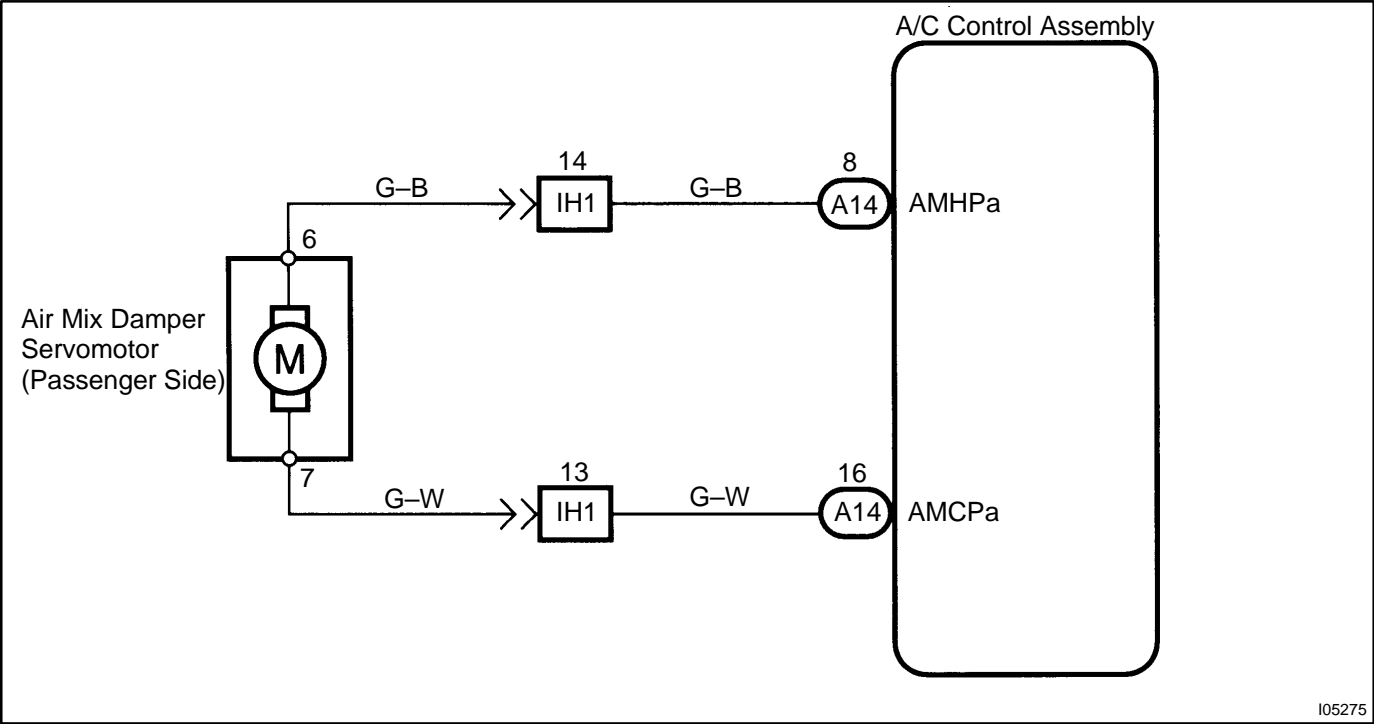 A/C Control Assembly
14
8
G–B
IH1
G–B
A14
AMHPa
6
Air Mix Damper
Servomotor
(Passenger Side)
M
7
13
16
G–W
IH1
G–W
A14
AMCPa
I05275